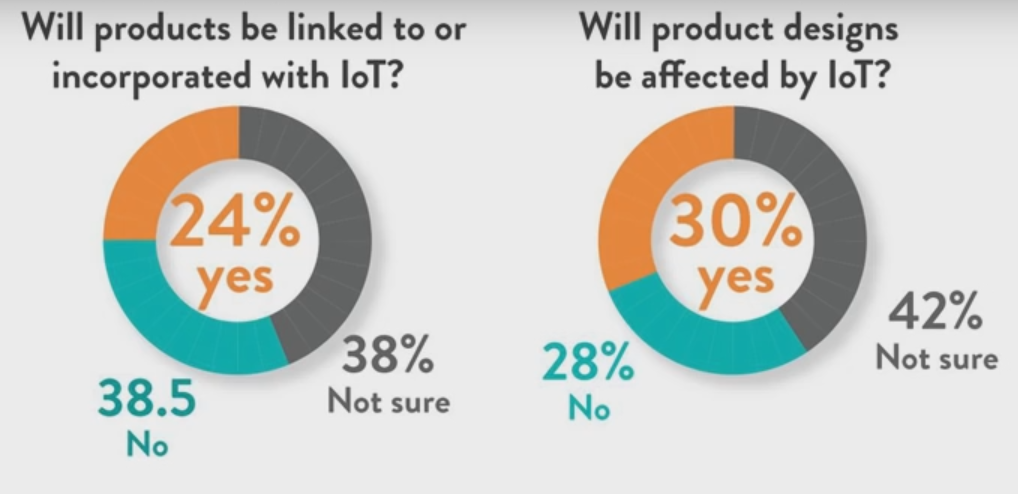 Will products be linked to or
incorporated with IoT?
24%
yes
38%
Not sure
38.5
No
Will product designs
be affected by IoT?
30%
yes
42%
Not sure
28%
No